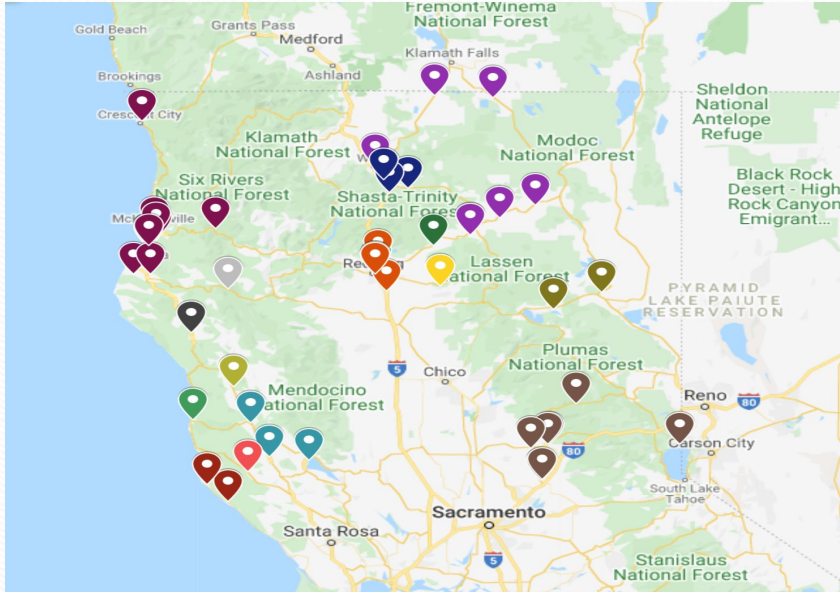 Fremont-Winema
National Forest
Gold Beach
Grants Pass
Medford
Klamath Falls
Ashland
Brookings
Sheldon
National
Antelope
Refuge
Crescent City
Klamath
National Forest
Modoc
National Forest
Six Rivers
National Forest
Black Rock
Desert - High
Rock Canyon
Emigrant...
Shasta-Trinity
National Forest
Lassen
National Forest
PYRAMID
LAKE PAIUTE
RESERVATION
Plumas
National Forest
5
Chico
Reno
80
Mendocino
National Forest
Carson City
80
South Lake
Tahoe
Sacramento
Santa Rosa
5
Stanislaus
National Forest